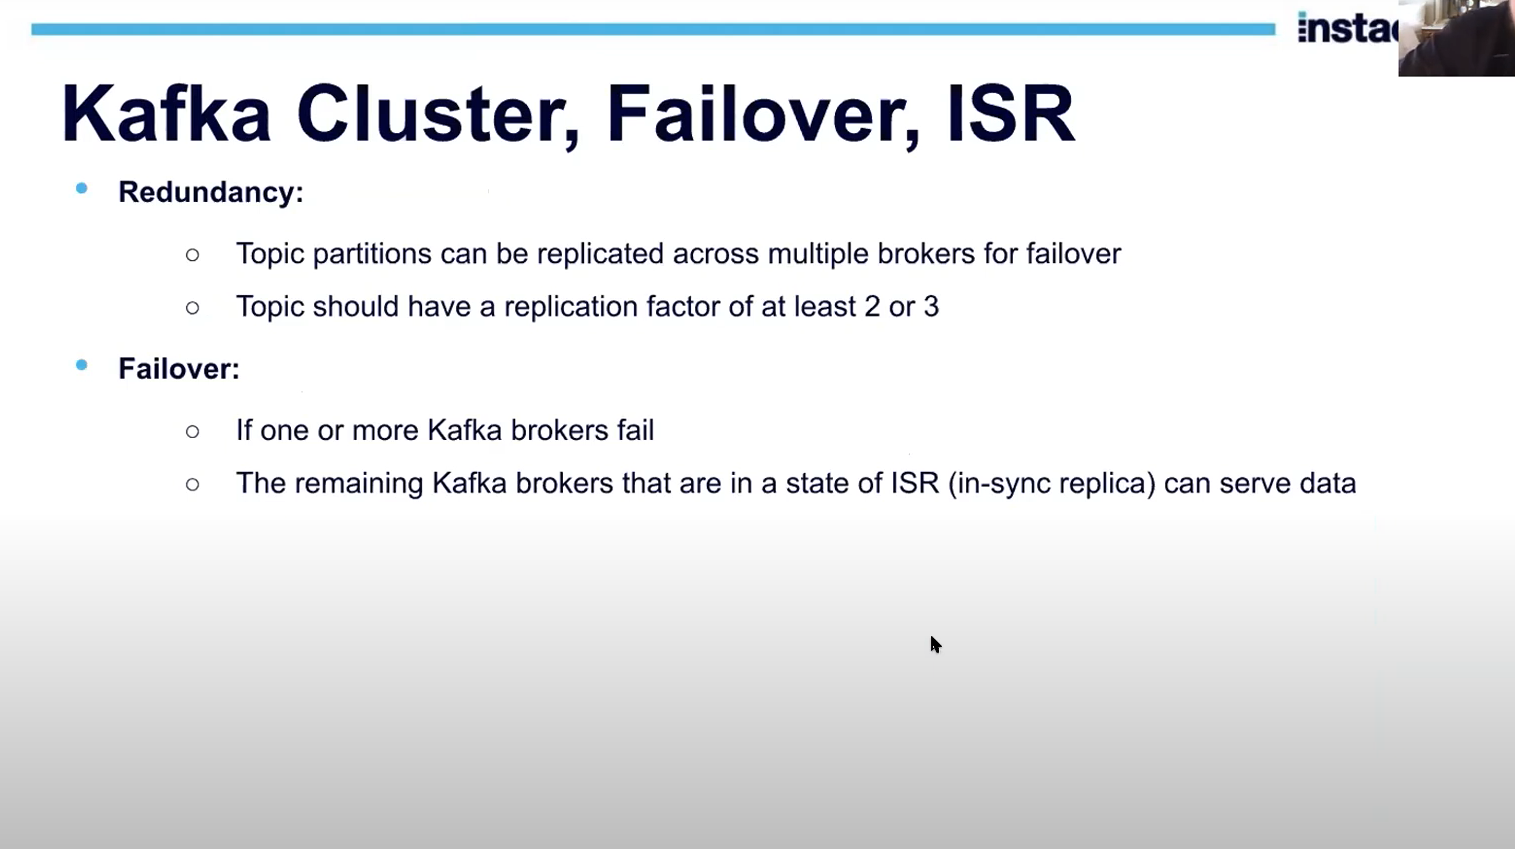 Kafka Cluster, Failover, ISR
• Redundancy:
○ Topic partitions can be replicated across multiple brokers for failover
○ Topic should have a replication factor of at least 2 or 3
• Failover:
○ If one or more Kafka brokers fail
○ The remaining Kafka brokers that are in a state of ISR (in-sync replica) can serve data